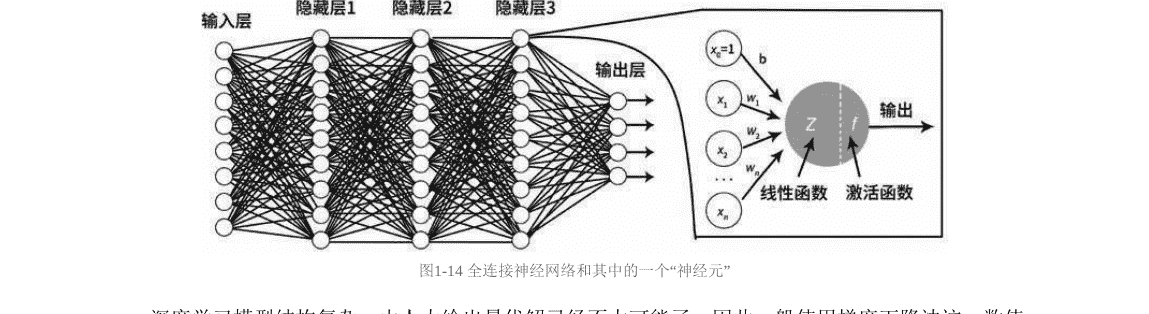 输入层
隐藏层1
隐藏层2
隐藏层3
输出层
x₀=1
b
x₁
w₁
x₂
w₂
...
wₙ
xₙ
Z
f
输出
线性函数
激活函数
图1-14 全连接神经网络和其中的一个“神经元”